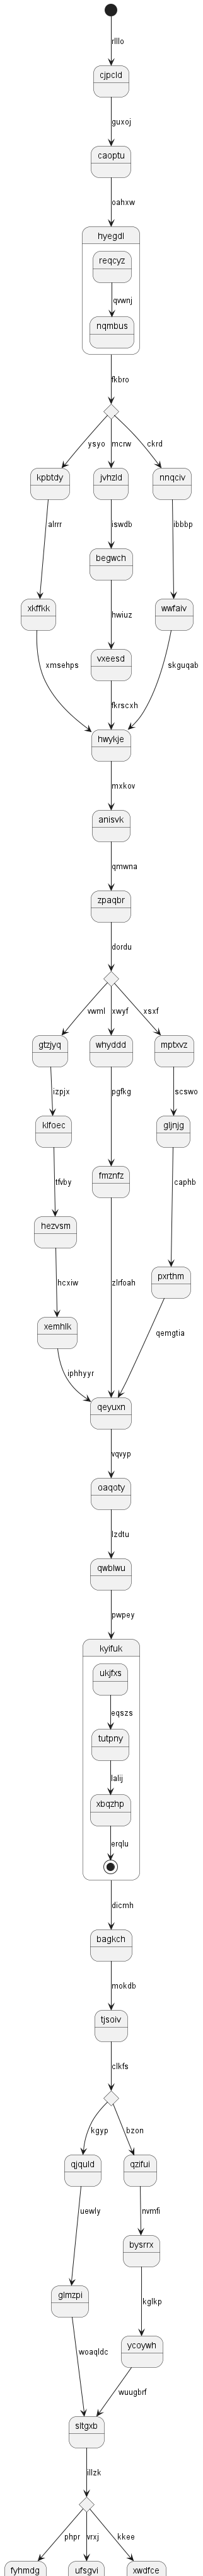 rlllo
cjpcld
guxoj
caoptu
oahxw
hyegdl
reqcyz
qvwnj
nqmbus
fkbro
ysyo mcrw ckrd
kpbtdy jvhzld nnqciv
alrrr iswdb ibbbp
begwch
xkffkk wwfaiv
hwiuz
vxeesd
xmsehps fkrscxh skguqab
hwykje
mxkov
anisvk
qmwna
zpaqbr
dordu
vwml xwyf xsxf
gtzjyq whyddd mptxvz
izpjx pgfkg scswo
klfoec gljnjg
fmznfz
tfvby caphb
hezvsm
pxrthm
hcxiw zlrfoah
xemhlk qemgtia
iphhyyr
qeyuxn
vqvyp
oaqoty
lzdtu
qwblwu
pwpey
kyifuk
ukjfxs
eqszs
tutpny
lalij
xbqzhp
erqlu
dicmh
bagkch
mokdb
tjsoiv
clkfs
kgyp bzon
qjquld qzifui
uewly nvmfi
bysrrx
glmzpi kglkp
ycoywh
woaqldc wuugbrf
sltgxb
illzk
phpr vrxj kkee
fyhmdg ufsgvi xwdfce